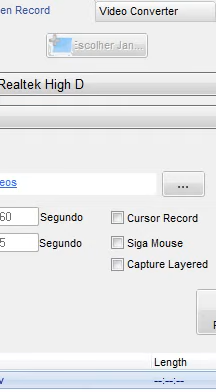 en Record
Video Converter
Escolher Jan...
Realtek High D
eos
...
60 Segundo
Cursor Record
5 Segundo
Siga Mouse
Capture Layered
Length
--:--:--